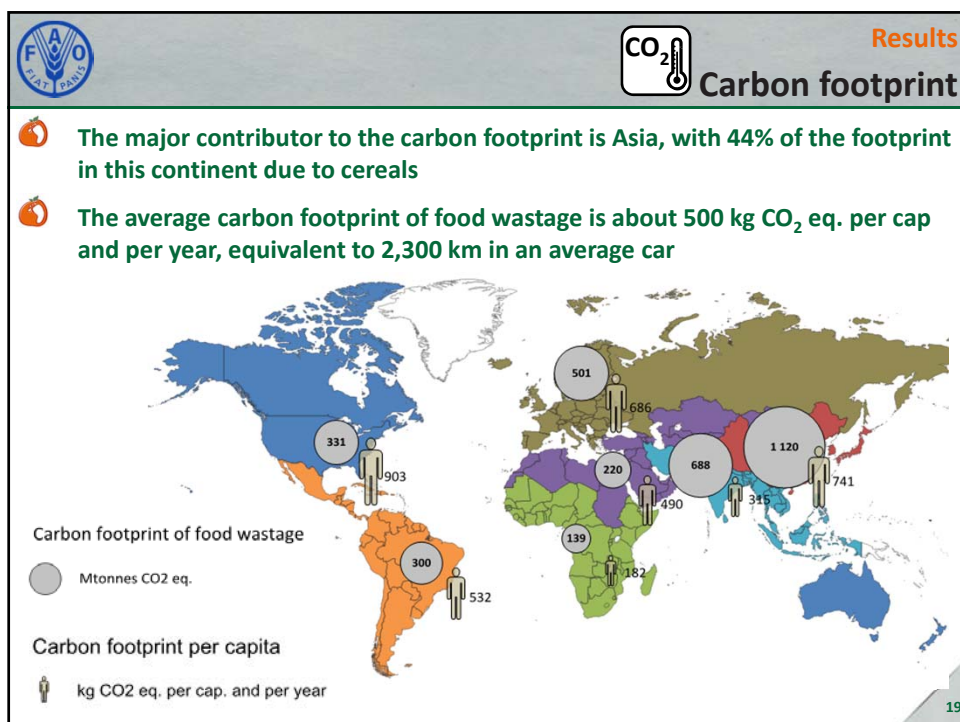 F A O
FIAT PANIS
CO2
Results
Carbon footprint
The major contributor to the carbon footprint is Asia, with 44% of the footprint
in this continent due to cereals
The average carbon footprint of food wastage is about 500 kg CO2 eq. per cap
and per year, equivalent to 2,300 km in an average car
501
686
331
903
1 120
688
220
741
315
490
139
182
300
532
Carbon footprint of food wastage
Mtonnes CO2 eq.
Carbon footprint per capita
kg CO2 eq. per cap. and per year
19